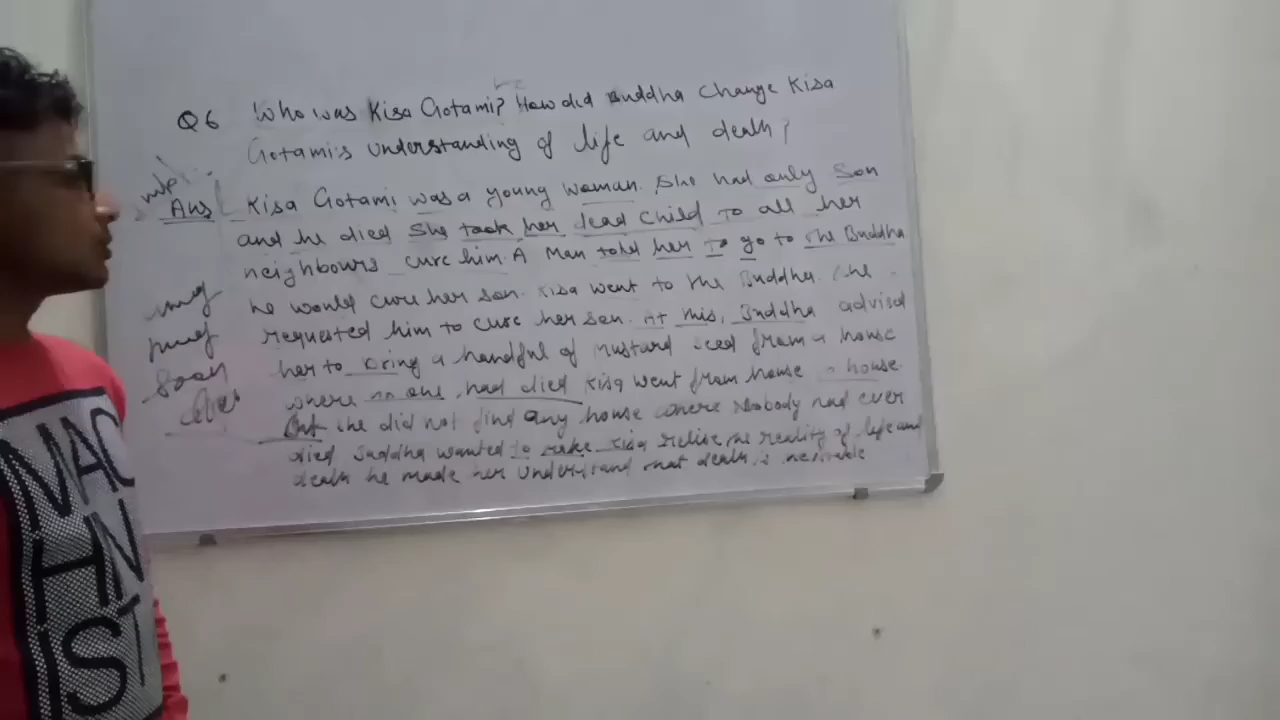 Q6 Who was Kisa Gotami? How did Buddha change Kisa
Gotami's understanding of life and death?
Ans Kisa Gotami was a young woman. She had only Son
and he died She took her dead child To all her
neighbours cure him. A Man told her To go to the Buddha
he would cure her son. Kisa went to the Buddha. She
requested him to cure her son. At this, Buddha advised
her to bring a handful of mustard seed from a house
where no one had died Kisa went from house to house.
But she did not find any house where Nobody had ever
died Buddha wanted to make Kisa relise the reality of life and
death he made her understand that death is
MAC
HN
IST